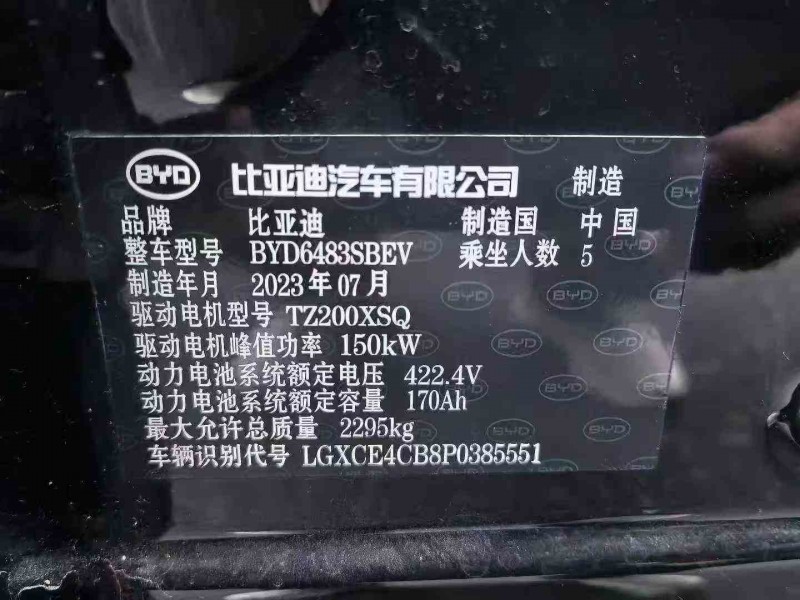 BYD 比亚迪汽车有限公司 制造
品牌 比亚迪 制造国 中国
整车型号 BYD6483SBEV 乘坐人数 5
制造年月 2023年07月
驱动电机型号 TZ200XSQ
驱动电机峰值功率 150kW
动力电池系统额定电压 422.4V
动力电池系统额定容量 170Ah
最大允许总质量 2295kg
车辆识别代号 LGXCE4CB8P0385551